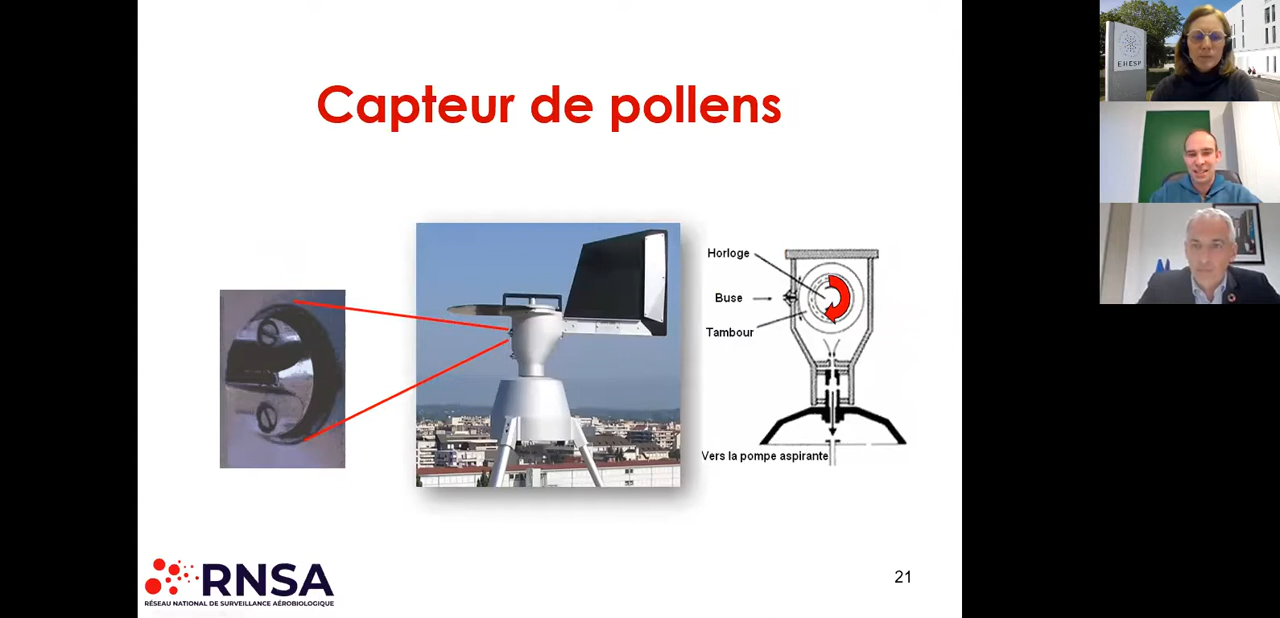 Capteur de pollens
Horloge
Buse
Tambour
Vers la pompe aspirante
RNSA
RÉSEAU NATIONAL DE SURVEILLANCE AÉROBIOLOGIQUE
21
EHESP